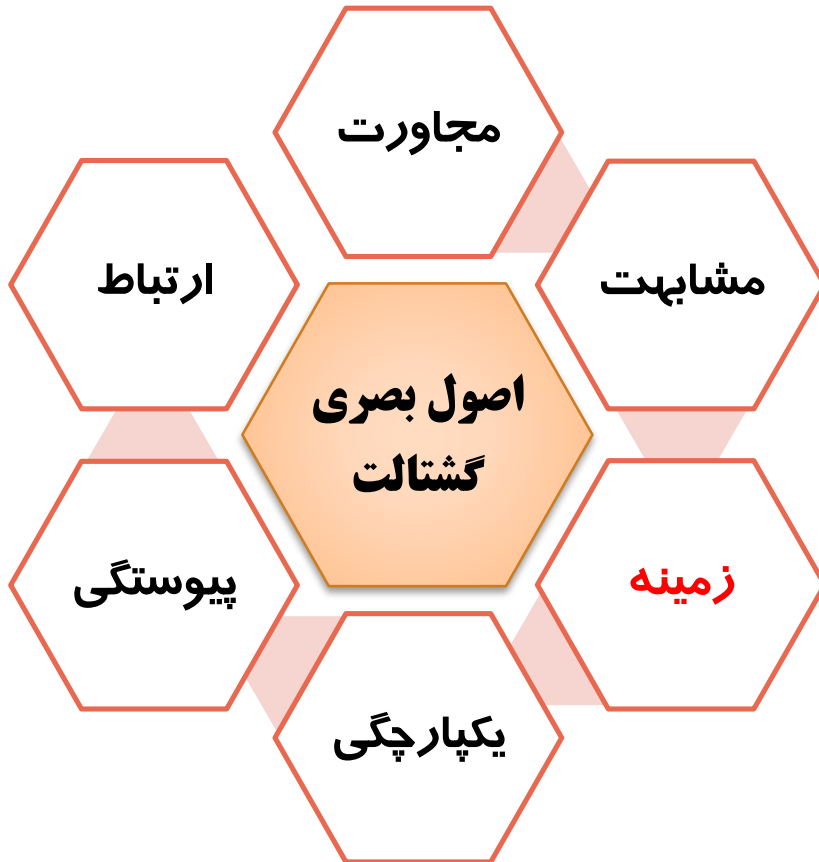 مجاورت
مشابهت
زمینه
یکپارچگی
پیوستگی
ارتباط
اصول بصری
گشتالت